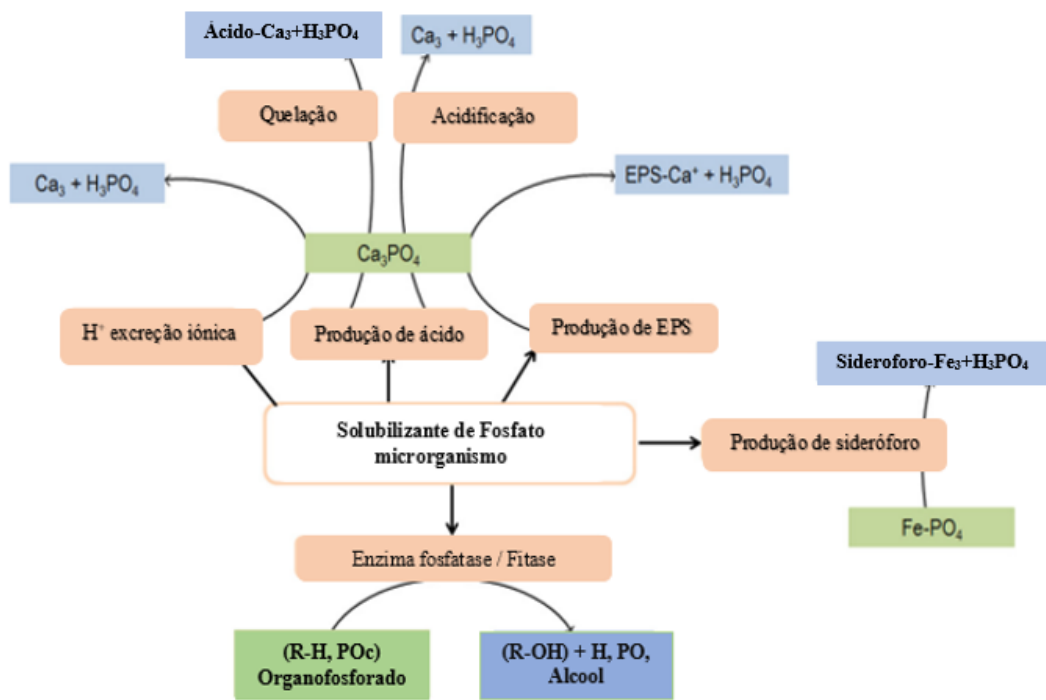 Ácido-Ca₃+H₃PO₄
Ca₃ + H₃PO₄
Quelação
Acidificação
Ca₃ + H₃PO₄
EPS-Ca⁺ + H₃PO₄
Ca₃PO₄
H⁺ excreção iónica
Produção de ácido
Produção de EPS
Sideroforo-Fe₃+H₃PO₄
Solubilizante de Fosfato
microrganismo
Produção de sideróforo
Fe-PO₄
Enzima fosfatase / Fitase
(R-H, POc)
Organofosforado
(R-OH) + H, PO,
Alcool